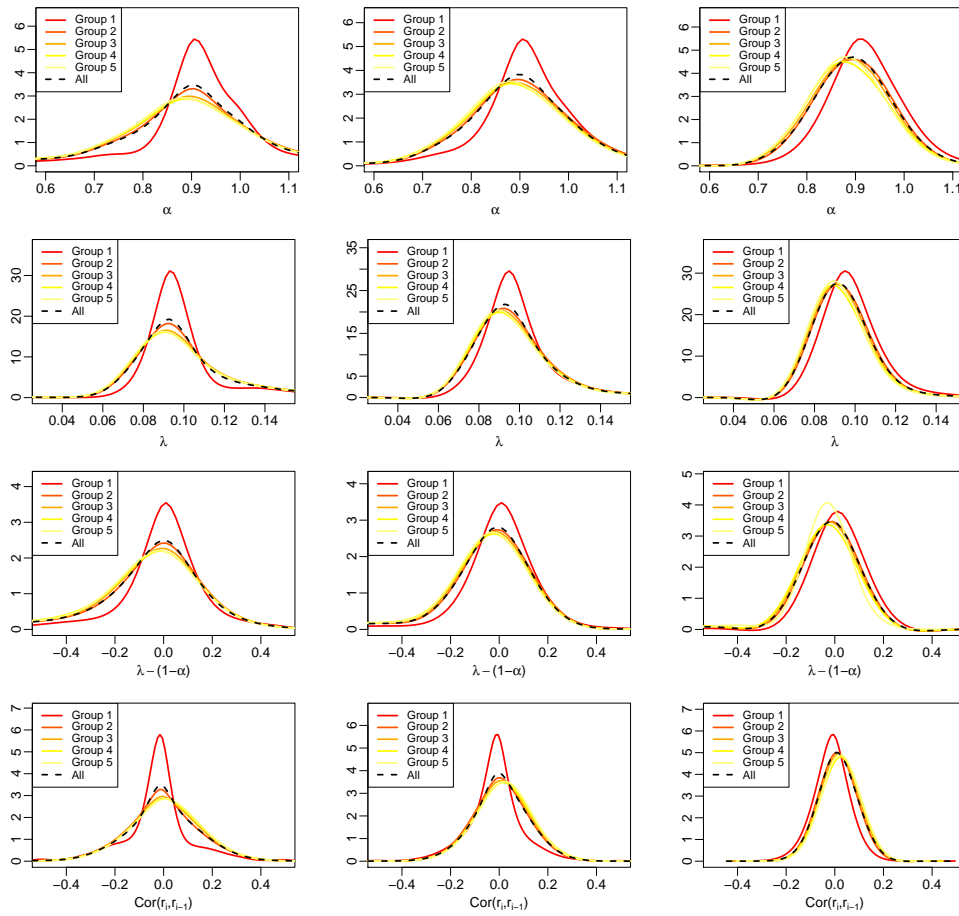 6
5
4
3
2
1
0
Group 1
Group 2
Group 3
Group 4
Group 5
All
0.6 0.7 0.8 0.9 1.0 1.1
α
6
5
4
3
2
1
0
Group 1
Group 2
Group 3
Group 4
Group 5
All
0.6 0.7 0.8 0.9 1.0 1.1
α
6
5
4
3
2
1
0
Group 1
Group 2
Group 3
Group 4
Group 5
All
0.6 0.7 0.8 0.9 1.0 1.1
α
30
20
10
0
Group 1
Group 2
Group 3
Group 4
Group 5
All
0.04 0.06 0.08 0.10 0.12 0.14
λ
35
25
15
5
0
Group 1
Group 2
Group 3
Group 4
Group 5
All
0.04 0.06 0.08 0.10 0.12 0.14
λ
30
20
10
0
Group 1
Group 2
Group 3
Group 4
Group 5
All
0.04 0.06 0.08 0.10 0.12 0.14
λ
4
3
2
1
0
Group 1
Group 2
Group 3
Group 4
Group 5
All
−0.4 −0.2 0.0 0.2 0.4
λ − (1−α)
4
3
2
1
0
Group 1
Group 2
Group 3
Group 4
Group 5
All
−0.4 −0.2 0.0 0.2 0.4
λ − (1−α)
5
4
3
2
1
0
Group 1
Group 2
Group 3
Group 4
Group 5
All
−0.4 −0.2 0.0 0.2 0.4
λ − (1−α)
7
6
5
4
3
2
1
0
Group 1
Group 2
Group 3
Group 4
Group 5
All
−0.4 −0.2 0.0 0.2 0.4
Cor(ri,ri−1)
6
5
4
3
2
1
0
Group 1
Group 2
Group 3
Group 4
Group 5
All
−0.4 −0.2 0.0 0.2 0.4
Cor(ri,ri−1)
7
6
5
4
3
2
1
0
Group 1
Group 2
Group 3
Group 4
Group 5
All
−0.4 −0.2 0.0 0.2 0.4
Cor(ri,ri−1)